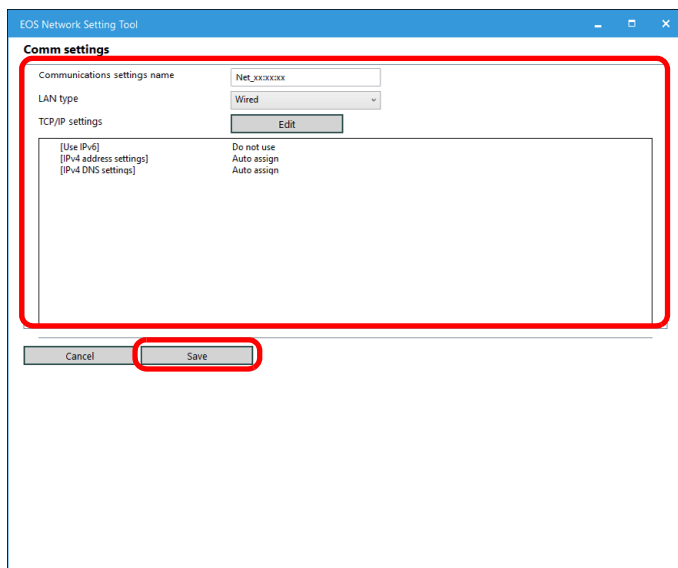 EOS Network Setting Tool
Comm settings
Communications settings name Net_xx:xx:xx
LAN type Wired
TCP/IP settings Edit
[Use IPv6] Do not use
[IPv4 address settings] Auto assign
[IPv4 DNS settings] Auto assign
Cancel Save